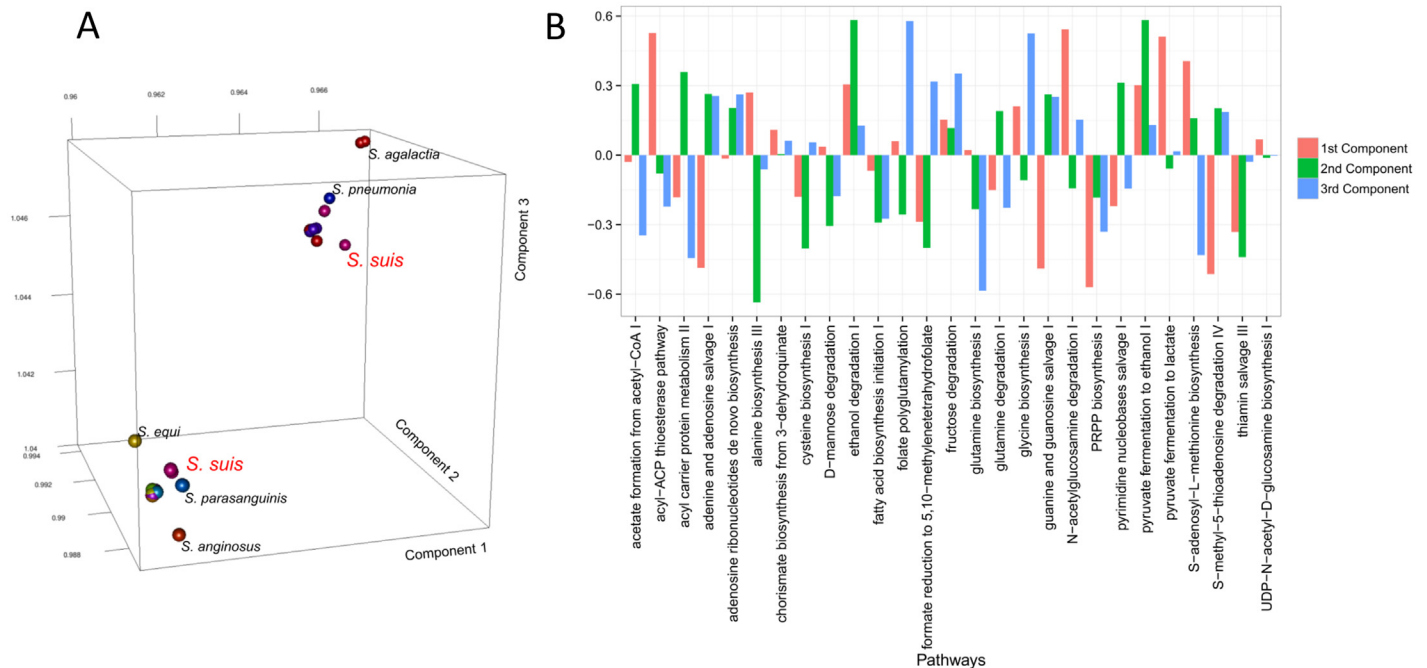 A
0.96
0.962
0.964
0.966
S. agalactia
S. pneumonia
S. suis
1.046
1.044
1.042
1.04
0.994
0.992
0.99
0.988
Component 3
Component 2
Component 1
S. equi
S. suis
S. parasanguinis
S. anginosus
B
0.6
0.3
0.0
−0.3
−0.6
1st Component
2nd Component
3rd Component
acetate formation from acetyl−CoA I
acyl−ACP thioesterase pathway
acyl carrier protein metabolism II
adenine and adenosine salvage I
adenosine ribonucleotides de novo biosynthesis
alanine biosynthesis III
chorismate biosynthesis from 3−dehydroquinate
cysteine biosynthesis I
D−mannose degradation
ethanol degradation I
fatty acid biosynthesis initiation I
folate polyglutamylation
formate reduction to 5,10−methylenetetrahydrofolate
fructose degradation
glutamine biosynthesis I
glutamine degradation I
glycine biosynthesis I
guanine and guanosine salvage I
N−acetylglucosamine degradation I
PRPP biosynthesis I
pyrimidine nucleobases salvage I
pyruvate fermentation to ethanol I
pyruvate fermentation to lactate
S−adenosyl−L−methionine biosynthesis
S−methyl−5−thioadenosine degradation IV
thiamin salvage III
UDP−N−acetyl−D−glucosamine biosynthesis I
Pathways